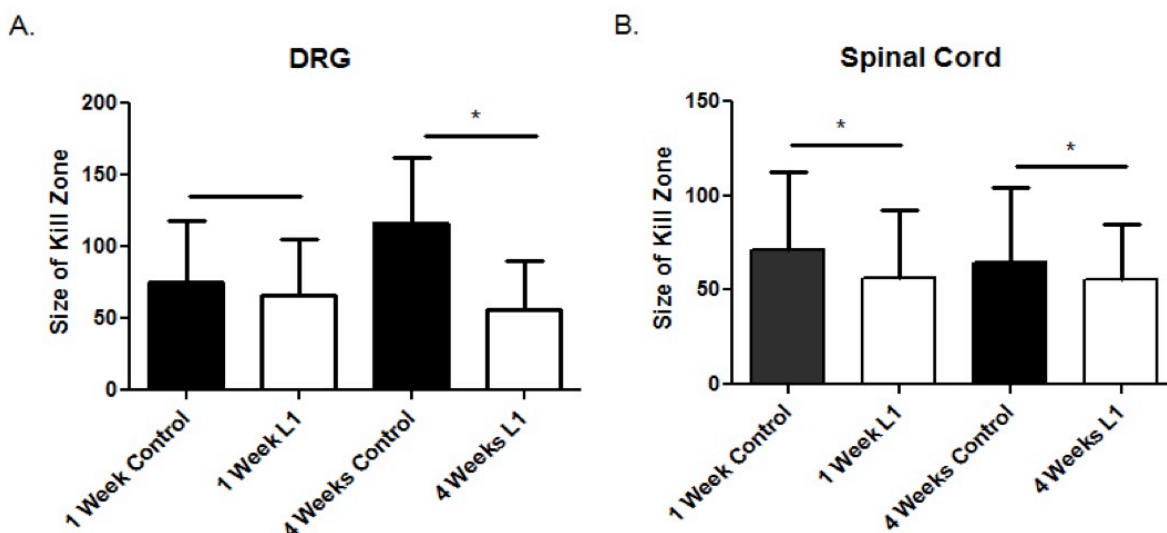 A.
DRG
Size of Kill Zone
200
150
100
50
0
*
1 Week Control
1 Week L1
4 Weeks Control
4 Weeks L1
B.
Spinal Cord
Size of Kill Zone
150
100
50
0
*
*
1 Week Control
1 Week L1
4 Weeks Control
4 Weeks L1